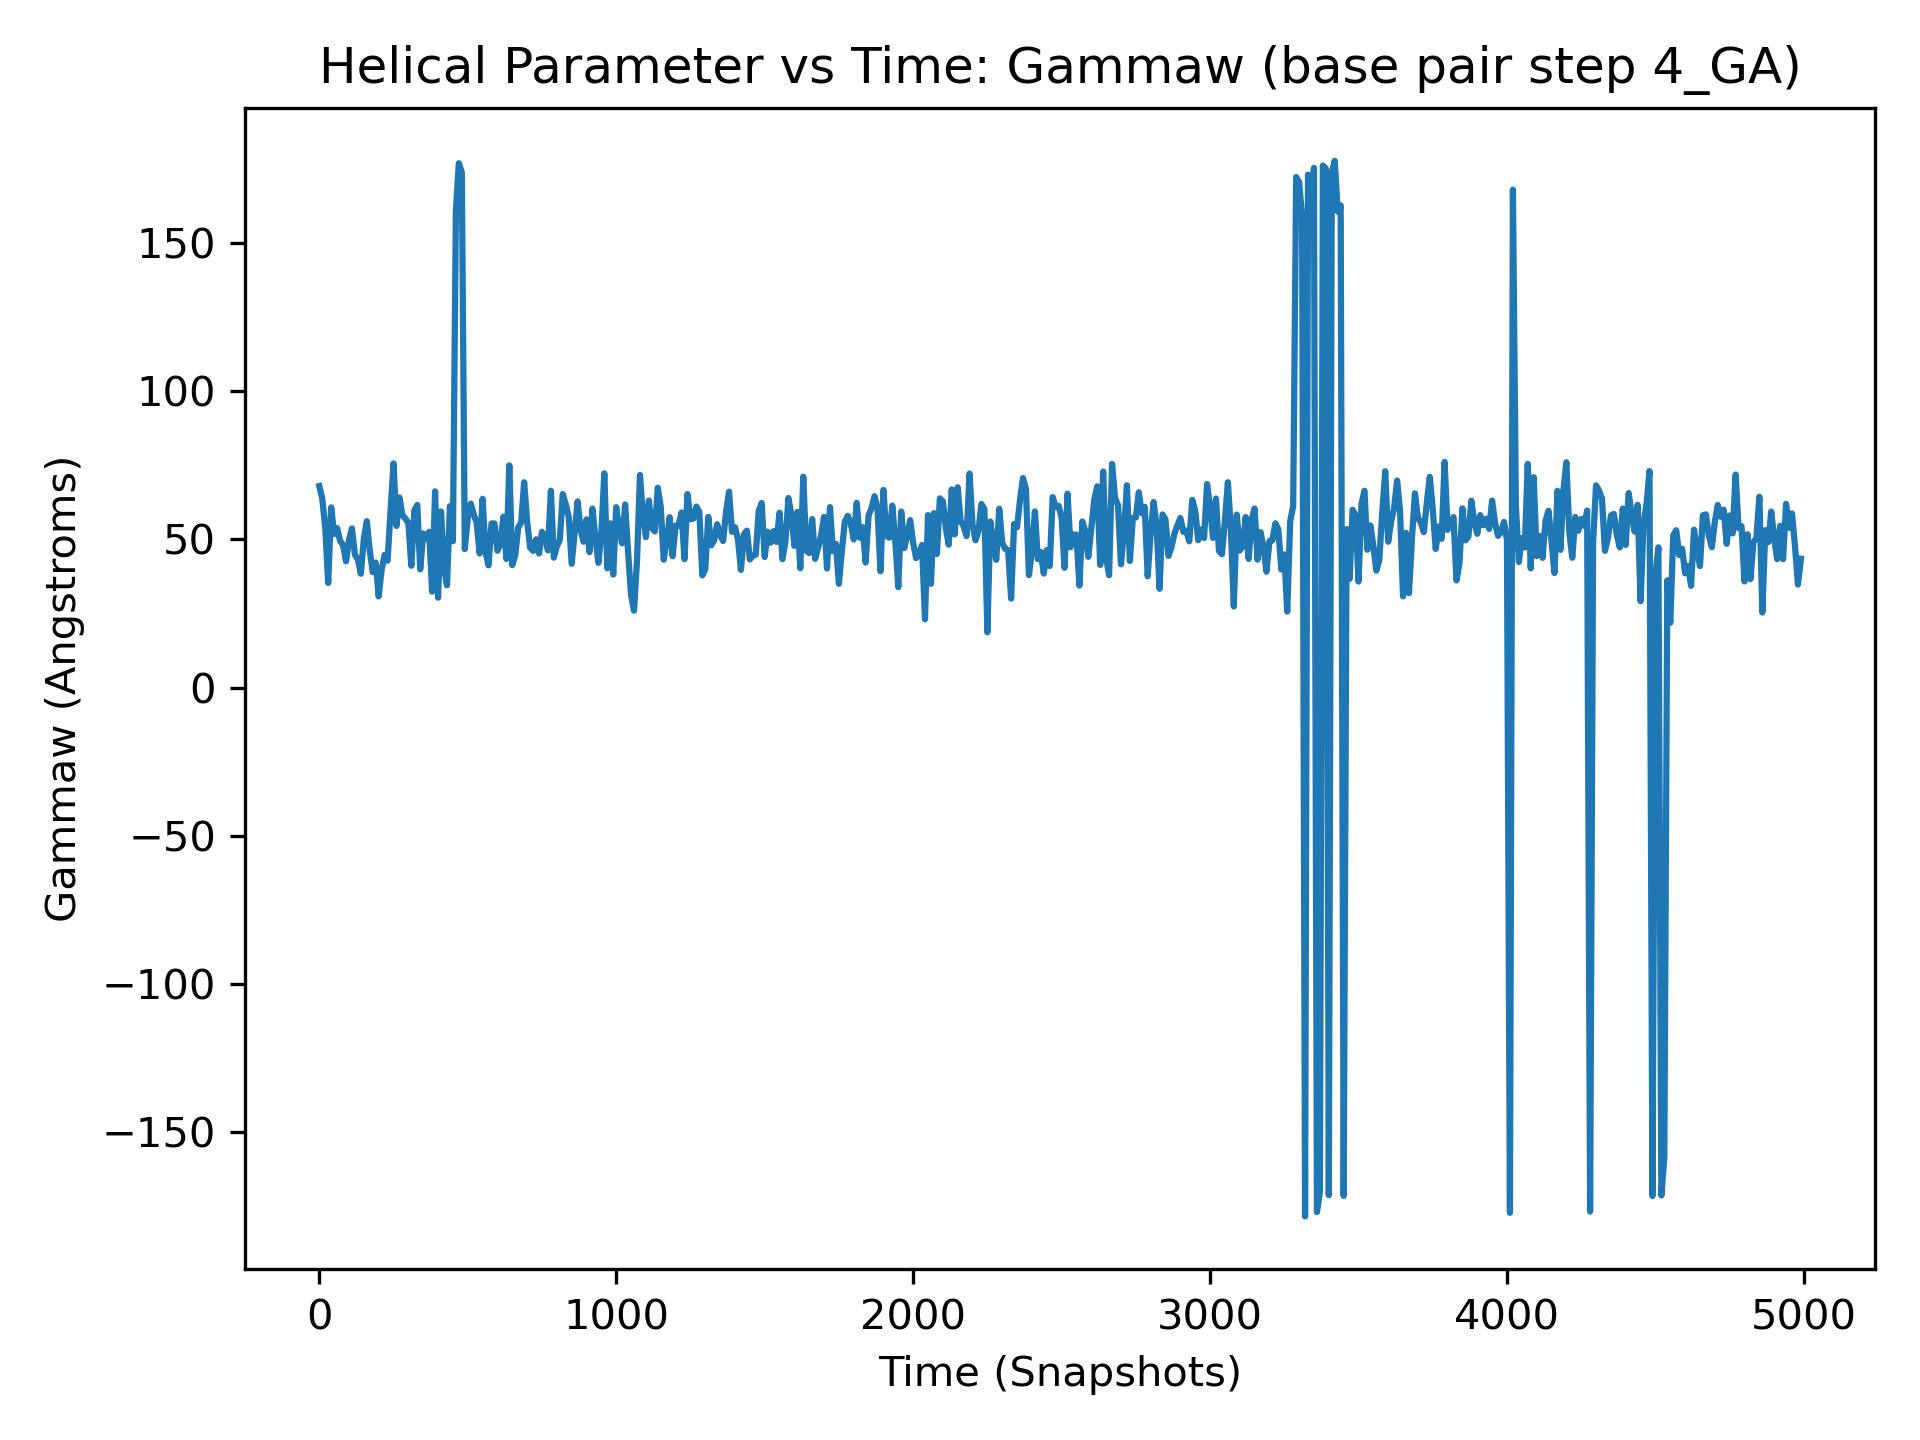 Helical Parameter vs Time: Gammaw (base pair step 4_GA)
Gammaw (Angstroms)
150
100
50
0
−50
−100
−150
0 1000 2000 3000 4000 5000
Time (Snapshots)